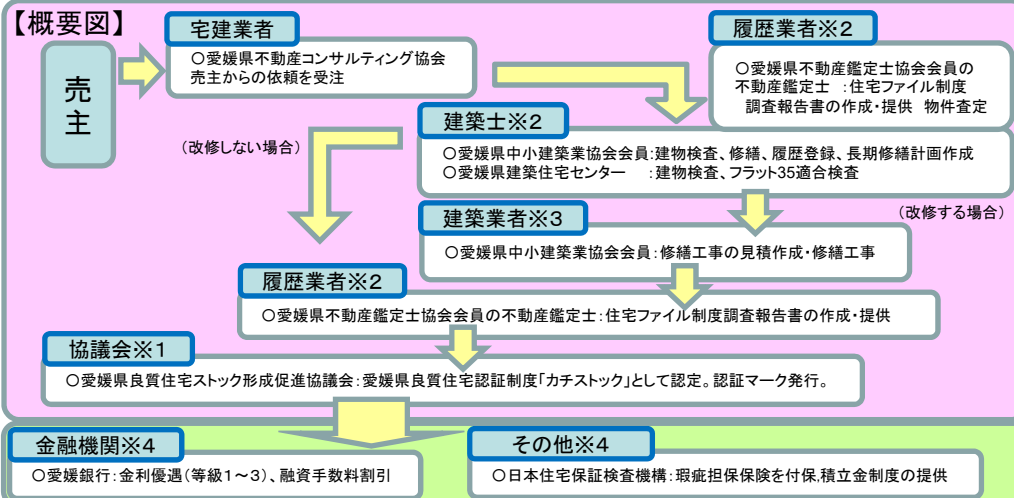 【概要図】
売主
宅建業者
○愛媛県不動産コンサルティング協会
売主からの依頼を受注
履歴業者※2
○愛媛県不動産鑑定士協会会員の
不動産鑑定士 :住宅ファイル制度
調査報告書の作成・提供 物件査定
建築士※2
○愛媛県中小建築業協会会員:建物検査、修繕、履歴登録、長期修繕計画作成
○愛媛県建築住宅センター :建物検査、フラット35適合検査
(改修しない場合)
(改修する場合)
建築業者※3
○愛媛県中小建築業協会会員:修繕工事の見積作成・修繕工事
履歴業者※2
○愛媛県不動産鑑定士協会会員の不動産鑑定士:住宅ファイル制度調査報告書の作成・提供
協議会※1
○愛媛県良質住宅ストック形成促進協議会:愛媛県良質住宅認証制度「カチストック」として認定。認証マーク発行。
金融機関※4
○愛媛銀行:金利優遇(等級1~3)、融資手数料割引
その他※4
○日本住宅保証検査機構:瑕疵担保保険を付保,積立金制度の提供